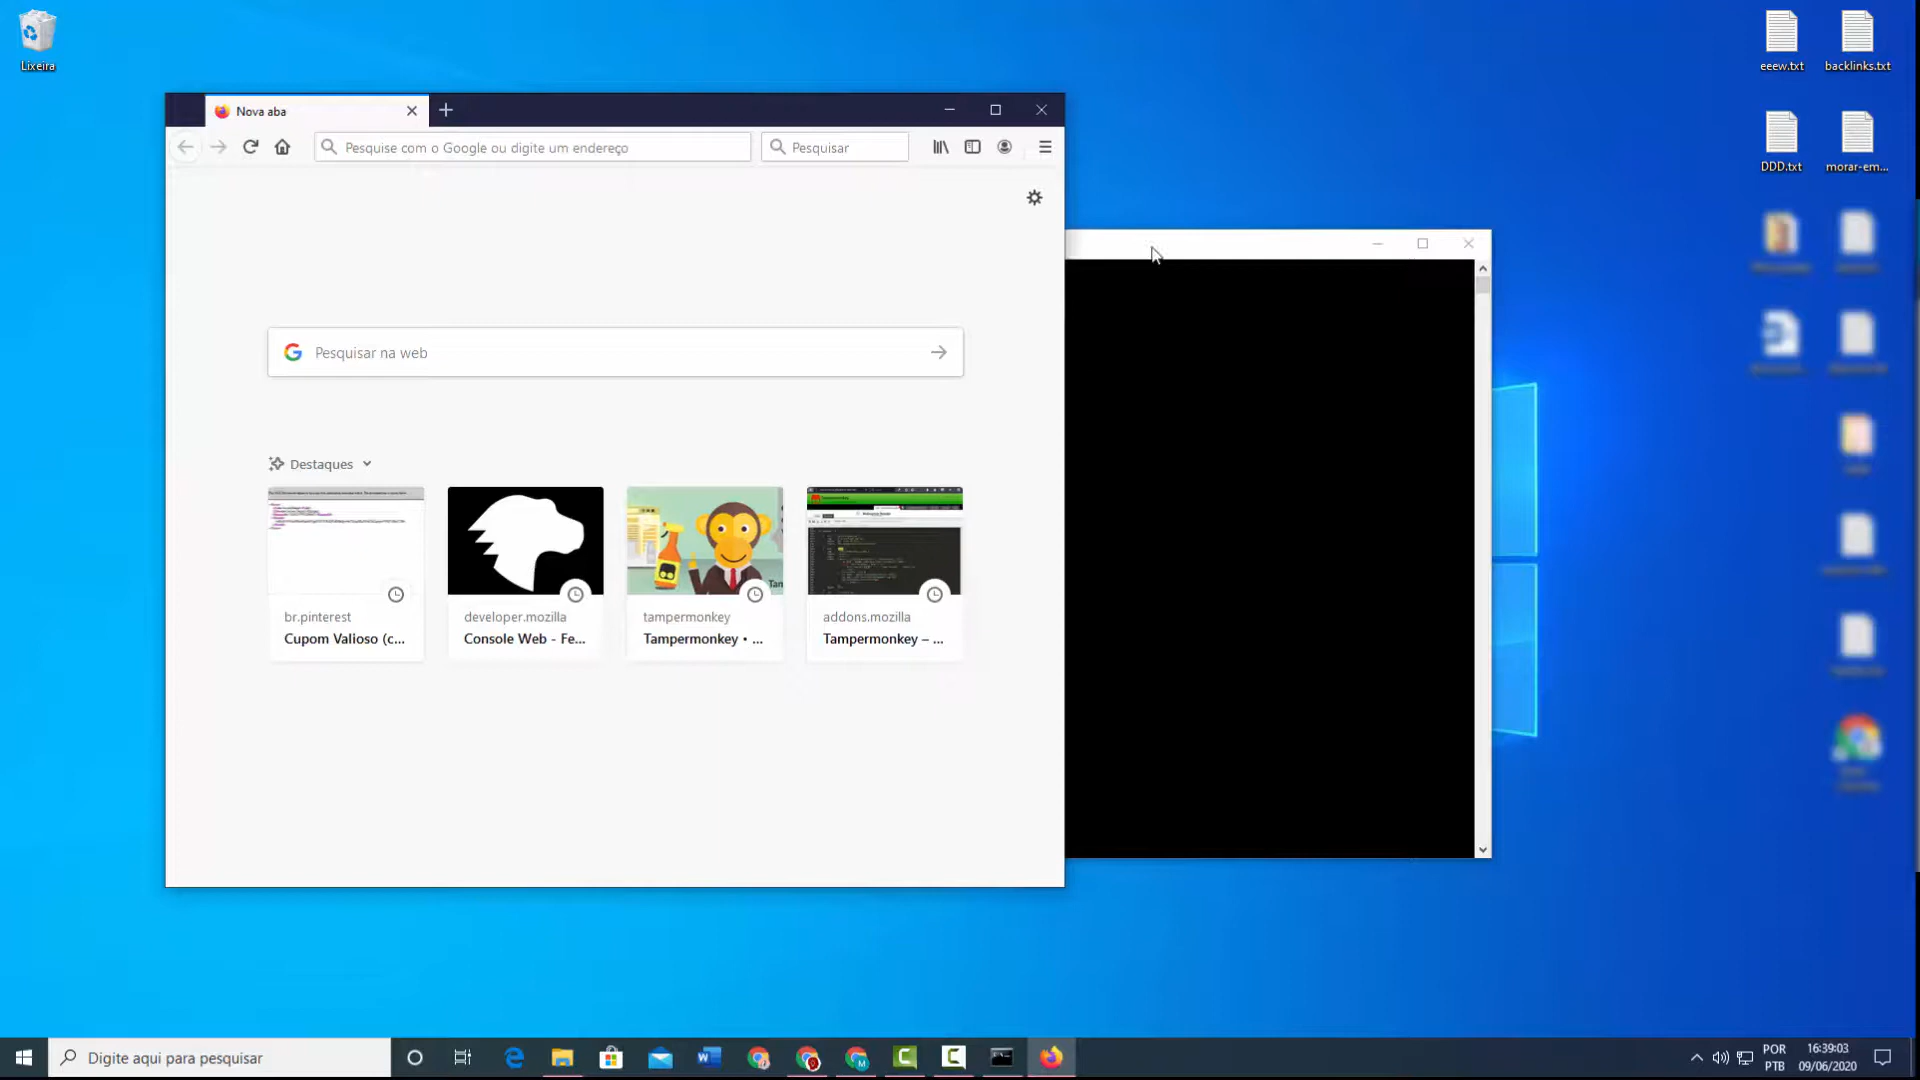 Lixeira
eeew.txt
backlinks.txt
DDD.txt
morar-em...
Nova aba
Pesquise com o Google ou digite um endereço
Pesquisar
Pesquisar na web
Destaques
br.pinterest
Cupom Valioso (c...
developer.mozilla
Console Web - Fe...
tampermonkey
Tampermonkey • ...
addons.mozilla
Tampermonkey – ...
Digite aqui para pesquisar
POR
PTB
16:39:03
09/06/2020